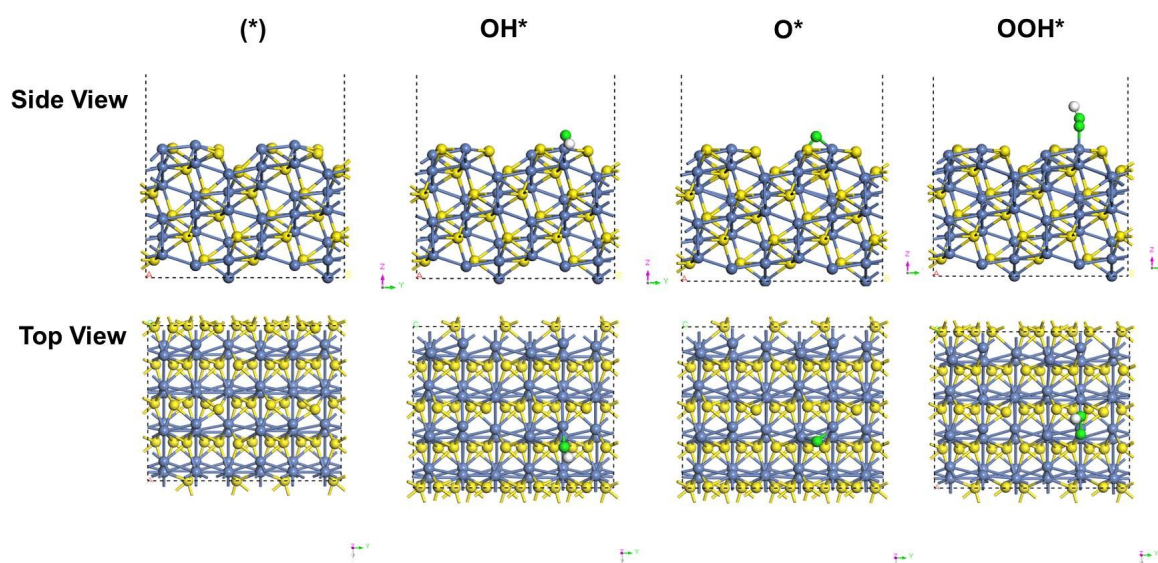 (*) OH* O* OOH*
Side View
Z Y Z Y Z
A
Top View
Y Y Y